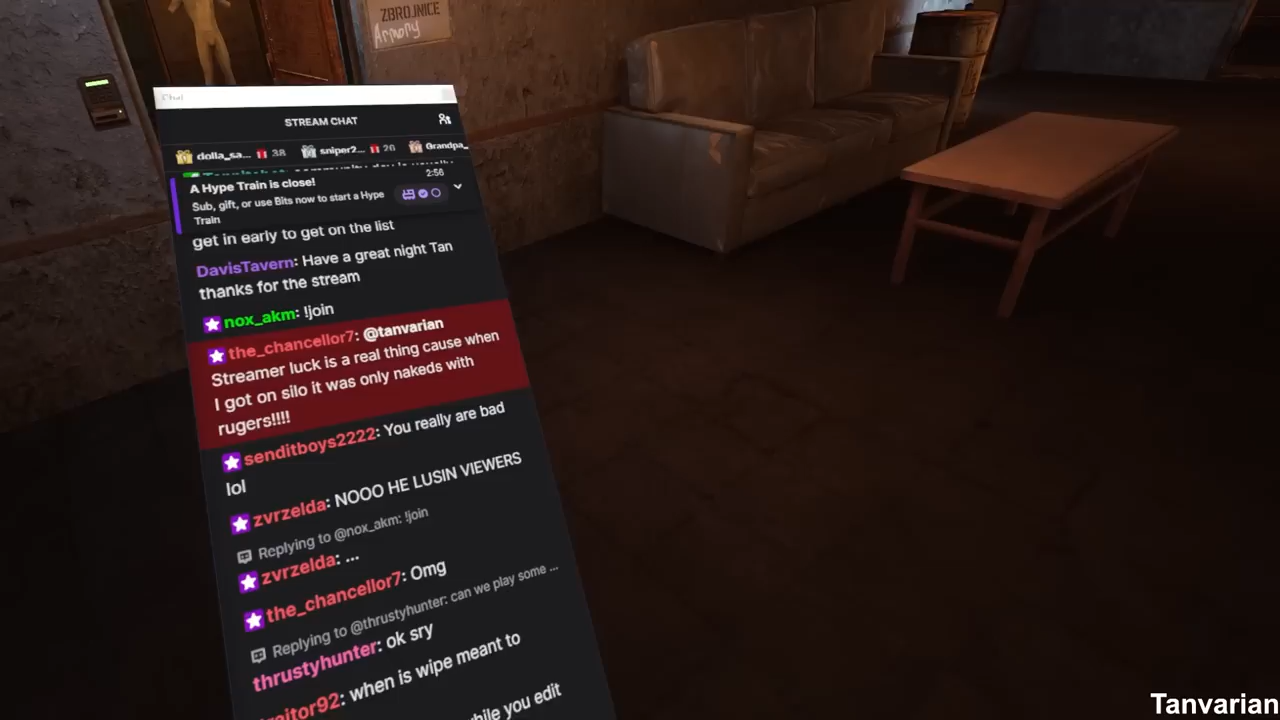 ZBROJNICE
Armory
Chat
STREAM CHAT
dolla_sa... 38 sniper2... 26 Grandpa_
2:56
A Hype Train is close!
Sub, gift, or use Bits now to start a Hype
Train
get in early to get on the list
DavisTavern: Have a great night Tan
thanks for the stream
nox_akm: !join
the_chancellor7: @tanvarian
Streamer luck is a real thing cause when
I got on silo it was only nakeds with
rugers!!!!
senditboys2222: You really are bad
lol
zvrzelda: NOOO HE LUSIN VIEWERS
Replying to @nox_akm: !join
zvrzelda: ...
the_chancellor7: Omg
Replying to @thrustyhunter: can we play some ...
thrustyhunter: ok sry
raitor92: when is wipe meant to
while you edit
Tanvarian